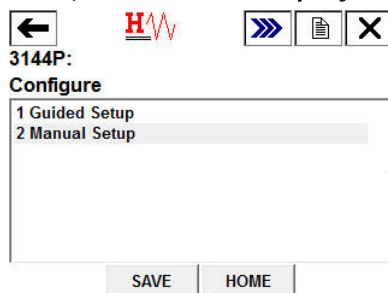 H
3144P:
Configure
1 Guided Setup
2 Manual Setup
SAVE HOME